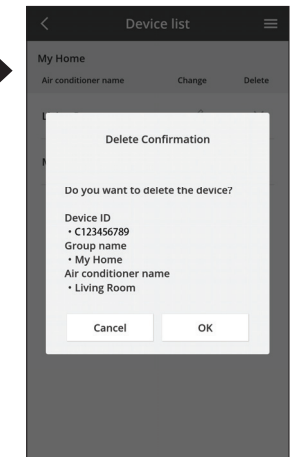 Device list
My Home
Air conditioner name Change Delete
Delete Confirmation
Do you want to delete the device?
Device ID
• C123456789
Group name
• My Home
Air conditioner name
• Living Room
Cancel OK